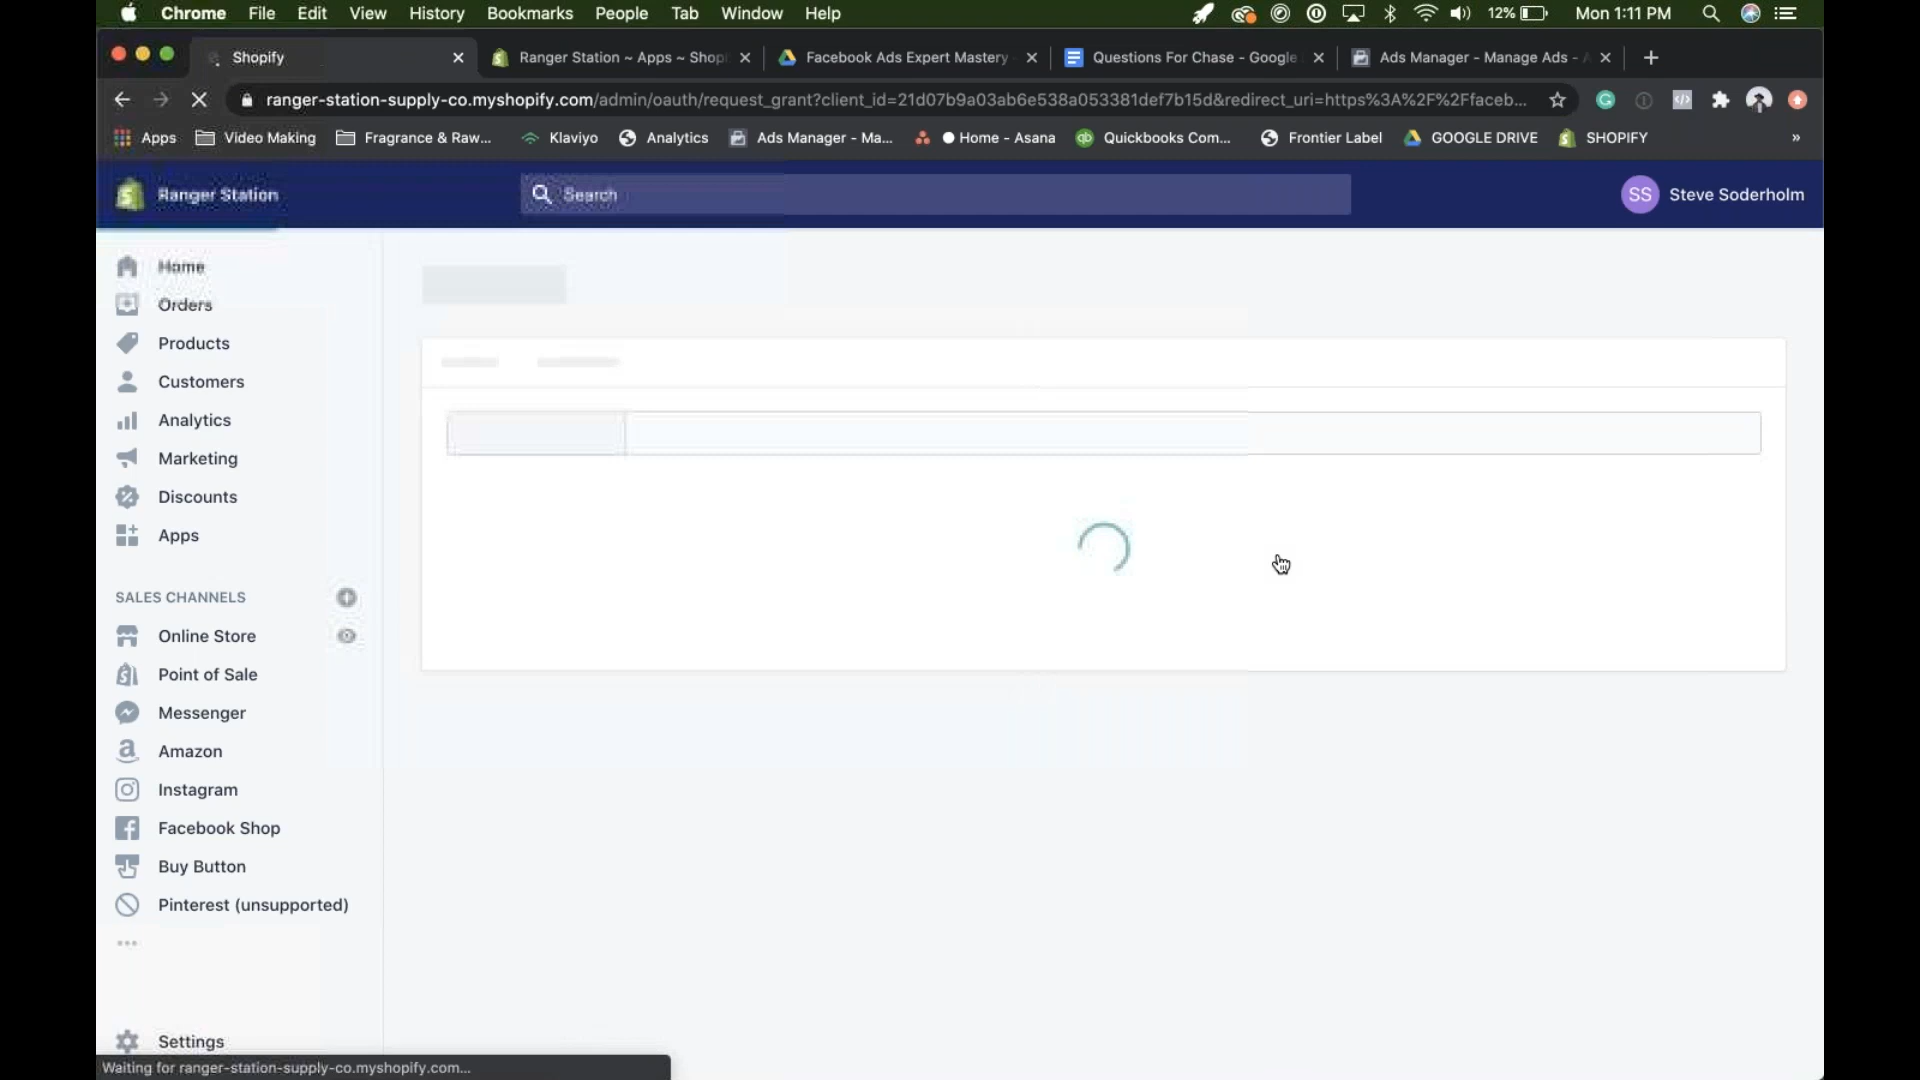 Chrome File Edit View History Bookmarks People Tab Window Help 12% Mon 1:11 PM
Shopify Ranger Station ~ Apps ~ Shop Facebook Ads Expert Mastery Questions For Chase - Google Ads Manager - Manage Ads -
ranger-station-supply-co.myshopify.com/admin/oauth/request_grant?client_id=21d07b9a03ab6e538a053381def7b15d&redirect_uri=https%3A%2F%2Ffaceb...
Apps Video Making Fragrance & Raw... Klaviyo Analytics Ads Manager - Ma... Home - Asana Quickbooks Com... Frontier Label GOOGLE DRIVE SHOPIFY »
Ranger Station Search SS Steve Soderholm
Home
Orders
Products
Customers
Analytics
Marketing
Discounts
Apps
SALES CHANNELS
Online Store
Point of Sale
Messenger
Amazon
Instagram
Facebook Shop
Buy Button
Pinterest (unsupported)
Settings
Waiting for ranger-station-supply-co.myshopify.com...